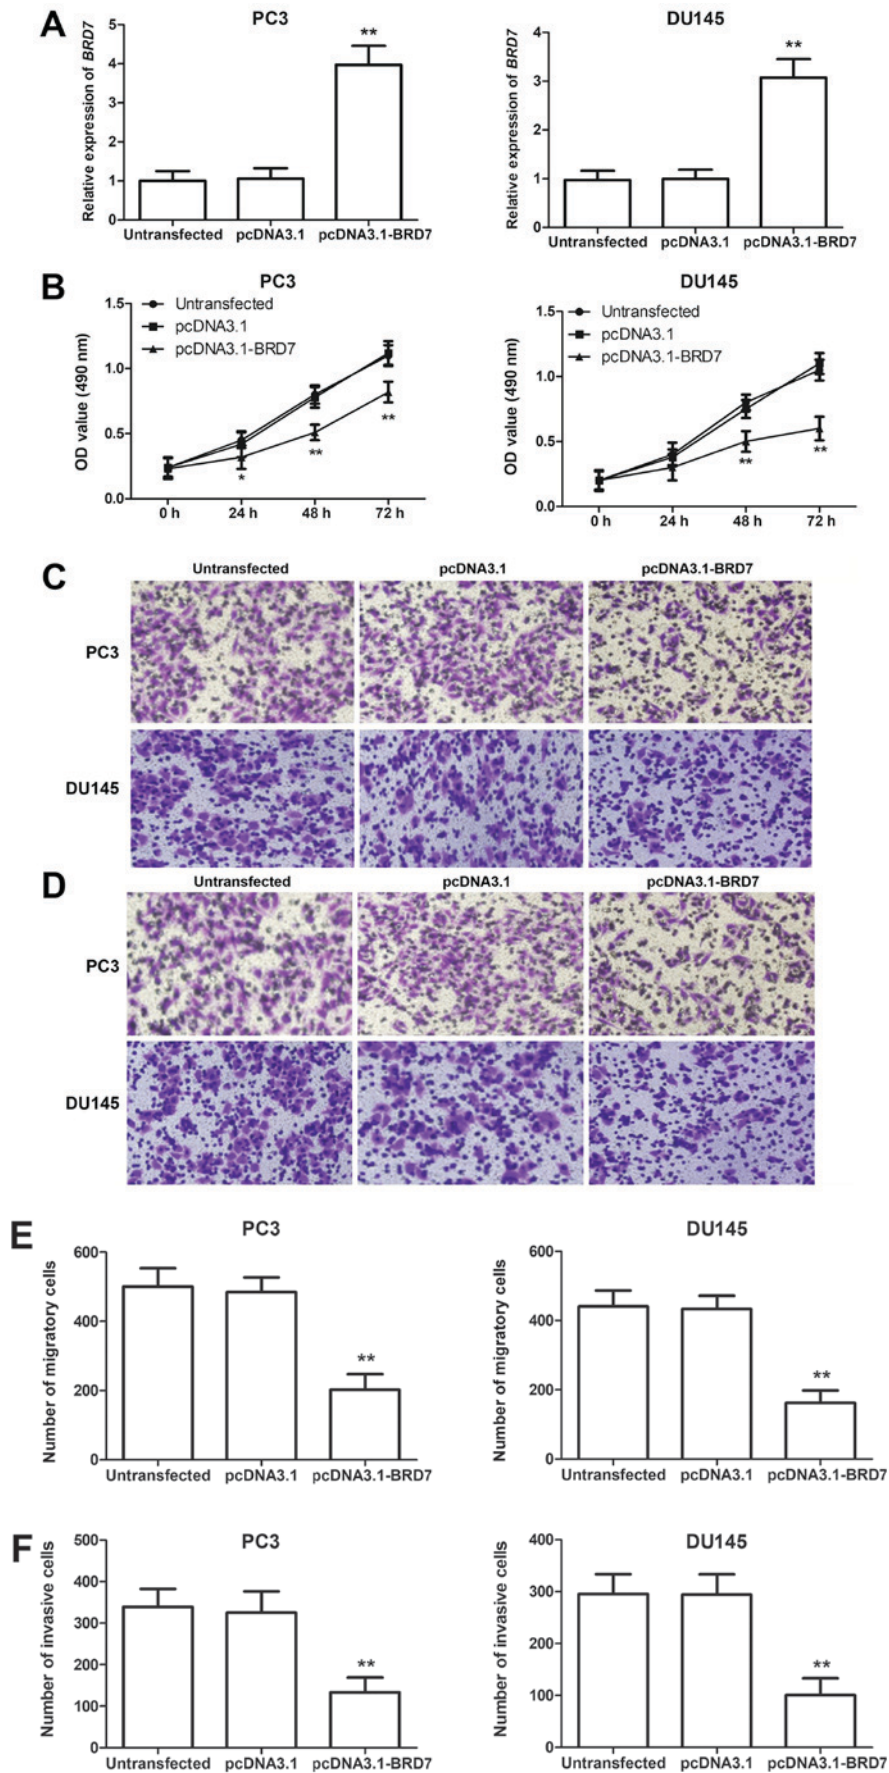 A
PC3
DU145
Relative expression of BRD7
5
4
3
2
1
0
**
Untransfected
pcDNA3.1
pcDNA3.1-BRD7
Relative expression of BRD7
4
3
2
1
0
**
Untransfected
pcDNA3.1
pcDNA3.1-BRD7
B
PC3
DU145
OD value (490 nm)
1.5
1.0
0.5
0.0
Untransfected
pcDNA3.1
pcDNA3.1-BRD7
*
**
**
0 h
24 h
48 h
72 h
OD value (490 nm)
1.5
1.0
0.5
0.0
Untransfected
pcDNA3.1
pcDNA3.1-BRD7
**
**
0 h
24 h
48 h
72 h
C
Untransfected
pcDNA3.1
pcDNA3.1-BRD7
PC3
DU145
D
Untransfected
pcDNA3.1
pcDNA3.1-BRD7
PC3
DU145
E
PC3
DU145
Number of migratory cells
600
400
200
0
**
Untransfected
pcDNA3.1
pcDNA3.1-BRD7
Number of migratory cells
600
400
200
0
**
Untransfected
pcDNA3.1
pcDNA3.1-BRD7
F
PC3
DU145
Number of invasive cells
500
400
300
200
100
0
**
Untransfected
pcDNA3.1
pcDNA3.1-BRD7
Number of invasive cells
400
300
200
100
0
**
Untransfected
pcDNA3.1
pcDNA3.1-BRD7